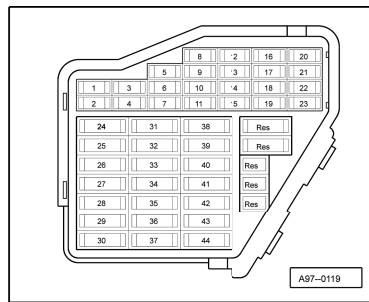 8 '2 16 20
5 9 '3 17 21
1 3 6 10 '4 18 22
2 4 7 11 '5 19 23
24 31 38 Res
25 32 39 Res
26 33 40 Res
27 34 41 Res
28 35 42 Res
29 36 43
30 37 44
A97--0119